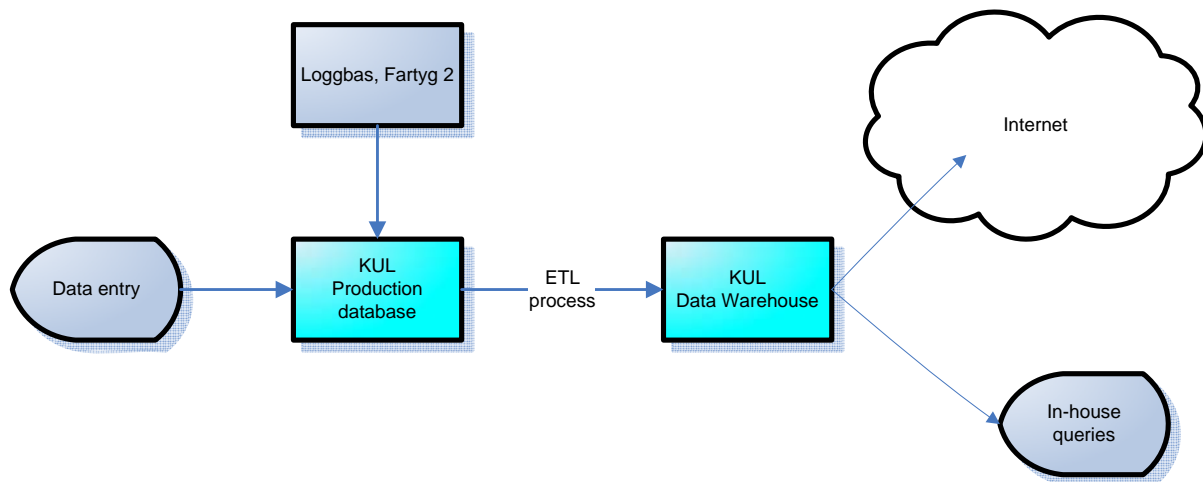 Loggbas, Fartyg 2
Internet
Data entry
KUL
Production
database
ETL
process
KUL
Data Warehouse
In-house
queries